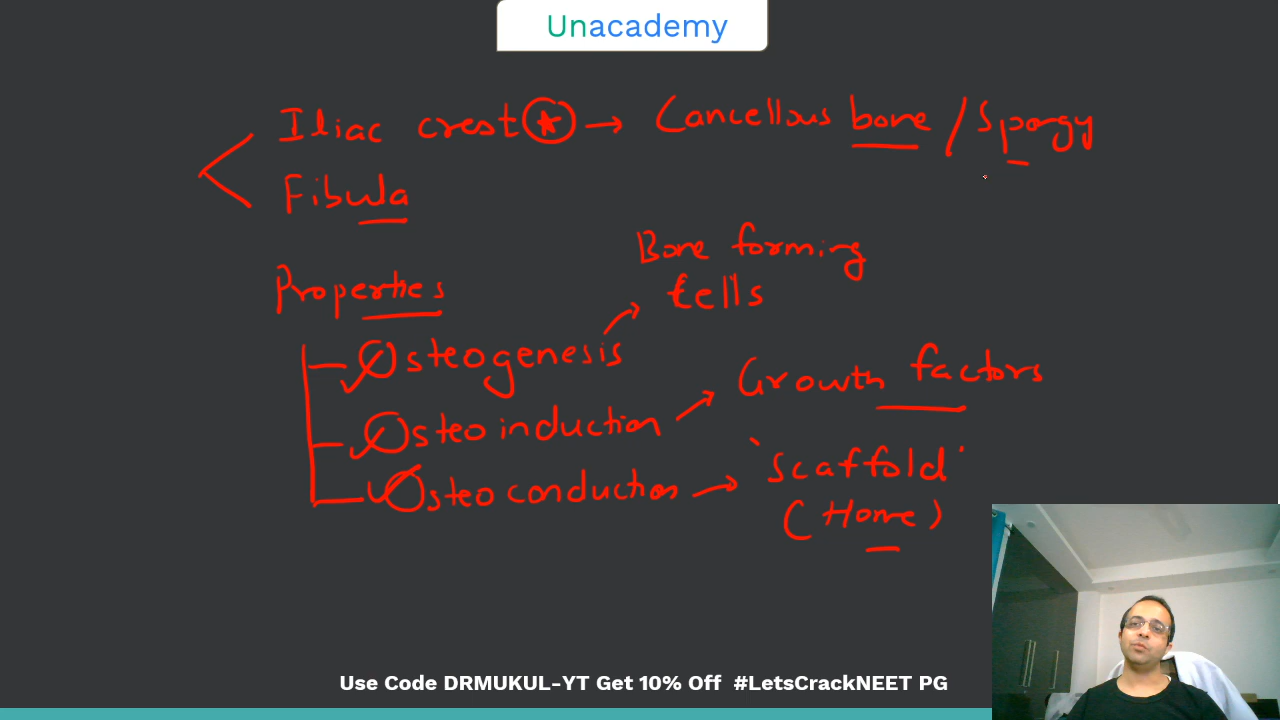 Unacademy
Iliac crest → Cancellous bone / Spongy
Fibula
Properties
Bone forming
cells
Osteogenesis
Osteoinduction → Growth factors
Osteoconduction → 'Scaffold'
(Home)
Use Code DRMUKUL-YT Get 10% Off #LetsCrackNEET PG